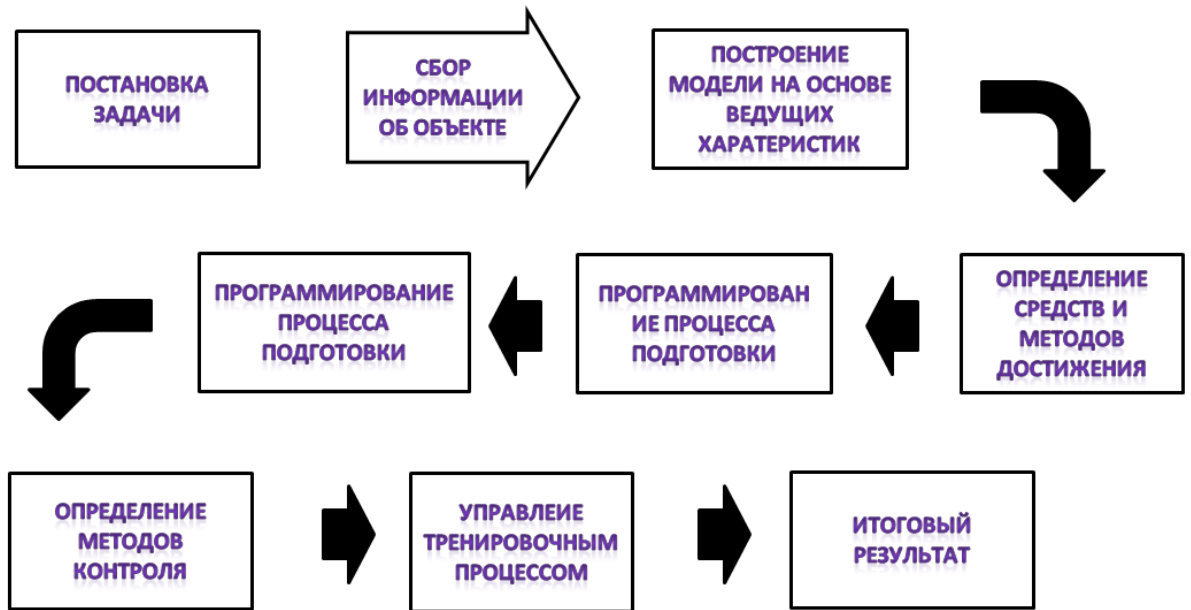 ПОСТАНОВКА
ЗАДАЧИ
СБОР
ИНФОРМАЦИИ
ОБ ОБЪЕКТЕ
ПОСТРОЕНИЕ
МОДЕЛИ НА ОСНОВЕ
ВЕДУЩИХ
ХАРАТЕРИСТИК
ОПРЕДЕЛЕНИЕ
СРЕДСТВ И
МЕТОДОВ
ДОСТИЖЕНИЯ
ПРОГРАММИРОВАН
ИЕ ПРОЦЕССА
ПОДГОТОВКИ
ПРОГРАММИРОВАНИЕ
ПРОЦЕССА
ПОДГОТОВКИ
ОПРЕДЕЛЕНИЕ
МЕТОДОВ
КОНТРОЛЯ
УПРАВЛЕИЕ
ТРЕНИРОВОЧНЫМ
ПРОЦЕССОМ
ИТОГОВЫЙ
РЕЗУЛЬТАТ